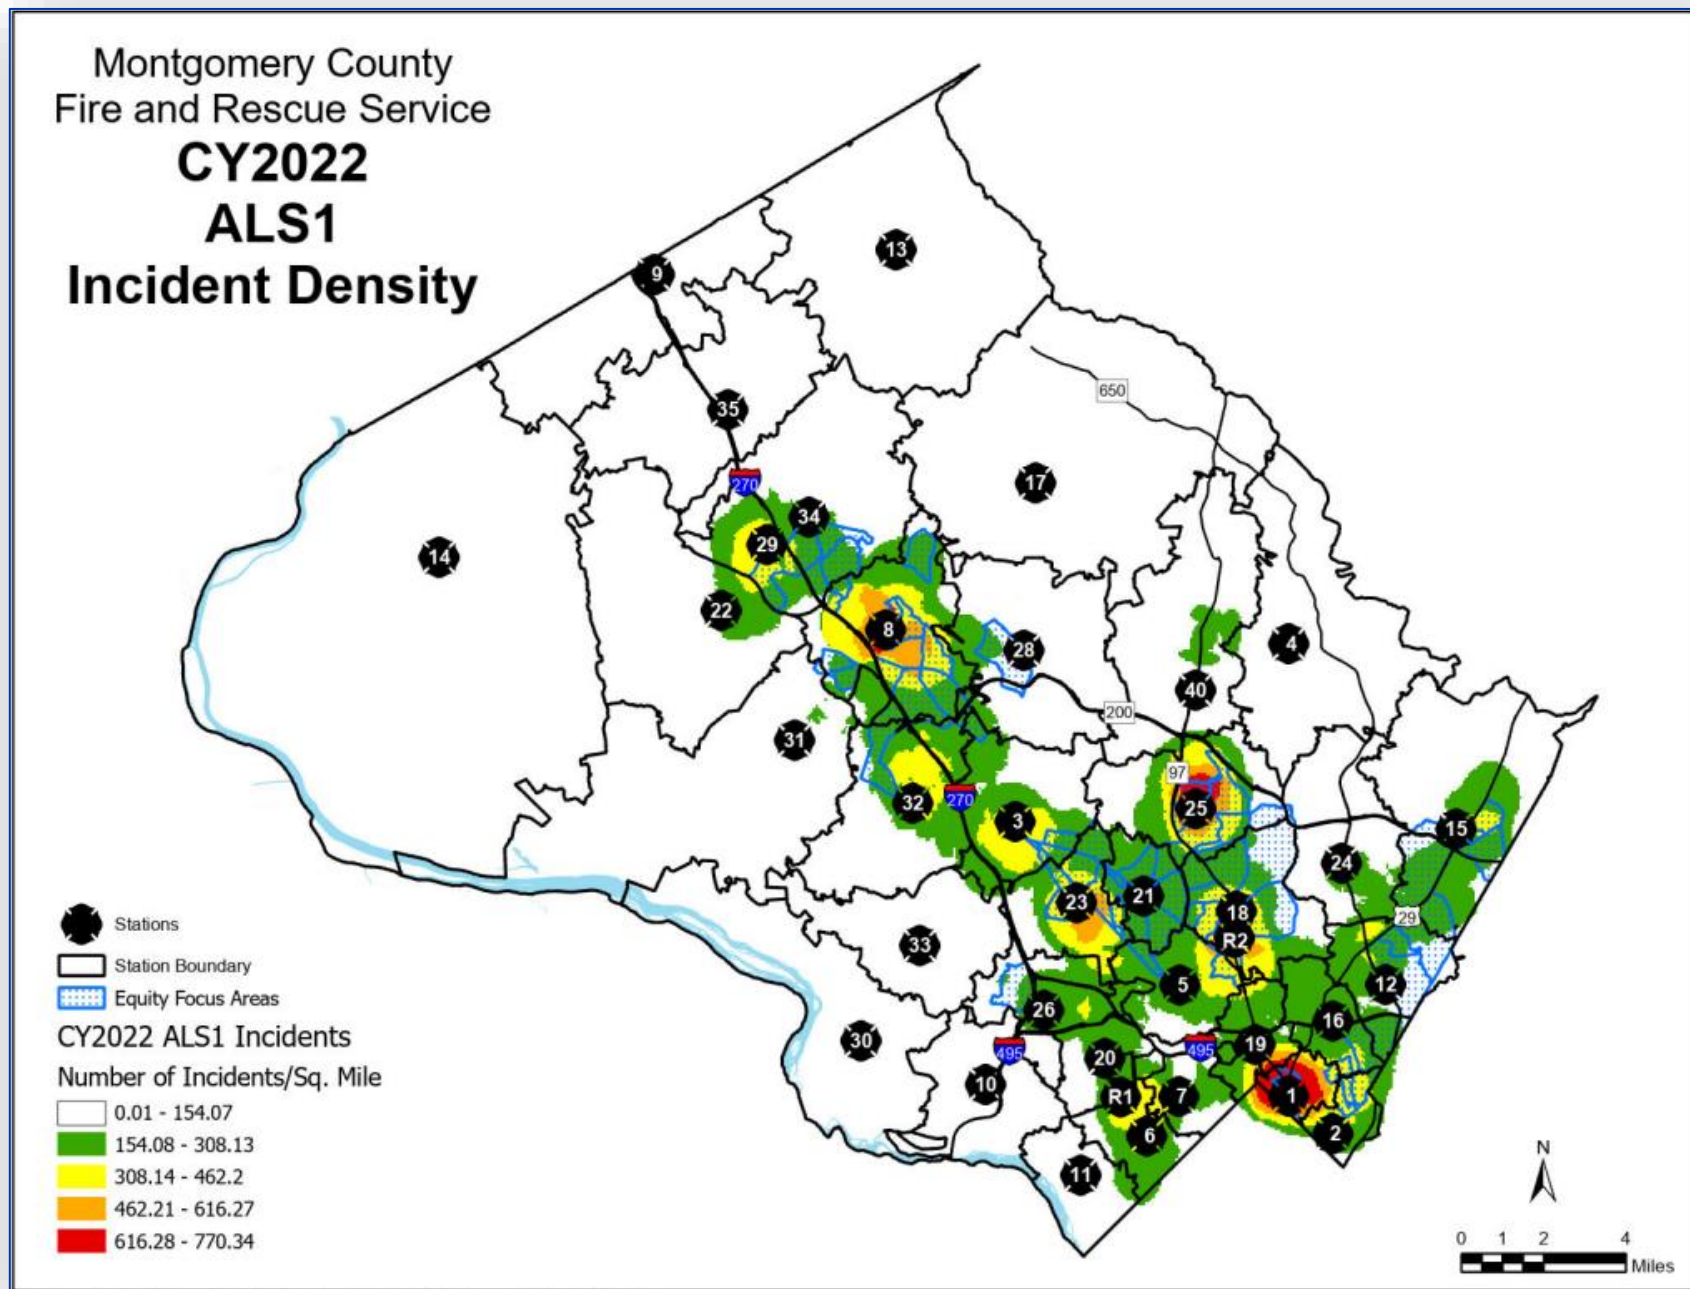 Montgomery County
Fire and Rescue Service
CY2022
ALS1
Incident Density
13
9
650
35
17
270
34
14
29
22
8
28
4
40
200
31
97
32
270
25
3
15
24
23
21
18
29
R2
33
5
12
26
16
30
495
20
495
19
10
R1
7
1
6
2
11
Stations
Station Boundary
Equity Focus Areas
CY2022 ALS1 Incidents
Number of Incidents/Sq. Mile
0.01 - 154.07
154.08 - 308.13
308.14 - 462.2
462.21 - 616.27
616.28 - 770.34
N
0 1 2 4
Miles